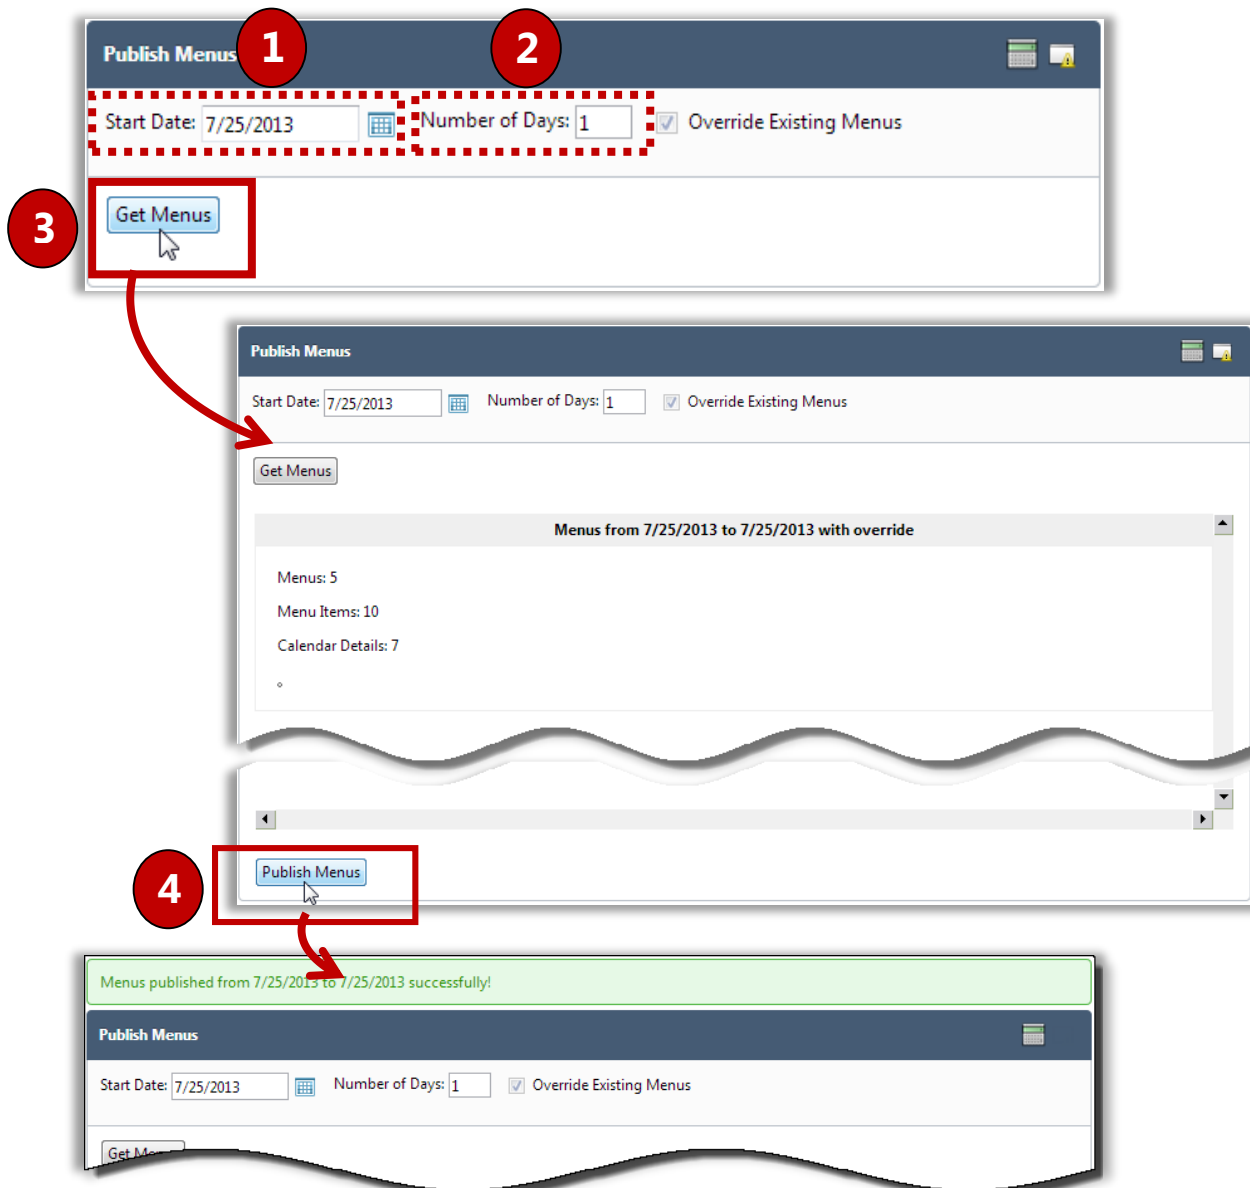 1
2
Publish Menus
Start Date: 7/25/2013 Number of Days: 1 Override Existing Menus
3
Get Menus
Publish Menus
Start Date: 7/25/2013 Number of Days: 1 Override Existing Menus
Get Menus
Menus from 7/25/2013 to 7/25/2013 with override
Menus: 5
Menu Items: 10
Calendar Details: 7
4
Publish Menus
Menus published from 7/25/2013 to 7/25/2013 successfully!
Publish Menus
Start Date: 7/25/2013 Number of Days: 1 Override Existing Menus
Get Menus